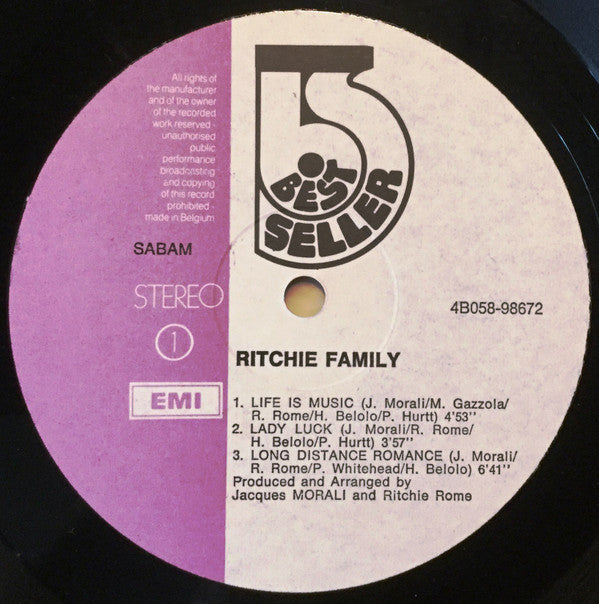 All rights of
the manufacturer
and of the owner
of the recorded
work reserved -
unauthorised
public
performance
broadcasting
and copying
of this record
prohibited -
made in Belgium
BEST
SELLER
SABAM
STEREO
1
4B058-98672
EMI
RITCHIE FAMILY
1. LIFE IS MUSIC (J. Morali/M. Gazzola/
R. Rome/H. Belolo/P. Hurtt) 4'53''
2. LADY LUCK (J. Morali/R. Rome/
H. Belolo/P. Hurtt) 3'57''
3. LONG DISTANCE ROMANCE (J. Morali/
R. Rome/P. Whitehead/H. Belolo) 6'41''
Produced and Arranged by
Jacques MORALI and Ritchie Rome